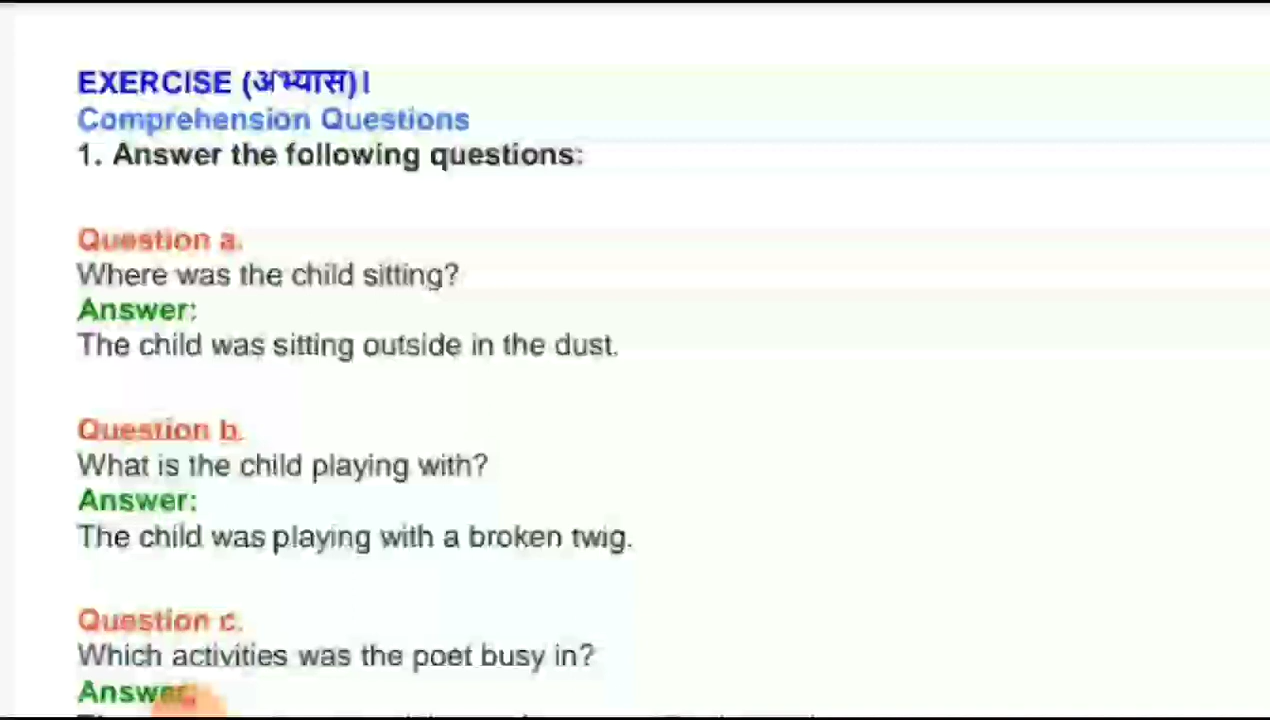 EXERCISE (अभ्यास)।
Comprehension Questions
1. Answer the following questions:
Question a.
Where was the child sitting?
Answer:
The child was sitting outside in the dust.
Question b.
What is the child playing with?
Answer:
The child was playing with a broken twig.
Question c.
Which activities was the poet busy in?
Answer: